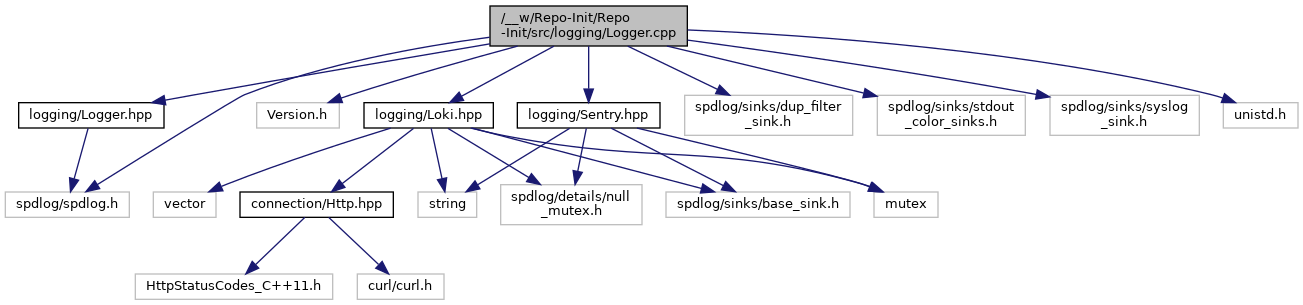 /__w/Repo-Init/Repo
-Init/src/logging/Logger.cpp
logging/Logger.hpp
Version.h
logging/Loki.hpp
logging/Sentry.hpp
spdlog/sinks/dup_filter
_sink.h
spdlog/sinks/stdout
_color_sinks.h
spdlog/sinks/syslog
_sink.h
unistd.h
spdlog/spdlog.h
vector
connection/Http.hpp
string
spdlog/details/null
_mutex.h
spdlog/sinks/base_sink.h
mutex
HttpStatusCodes_C++11.h
curl/curl.h